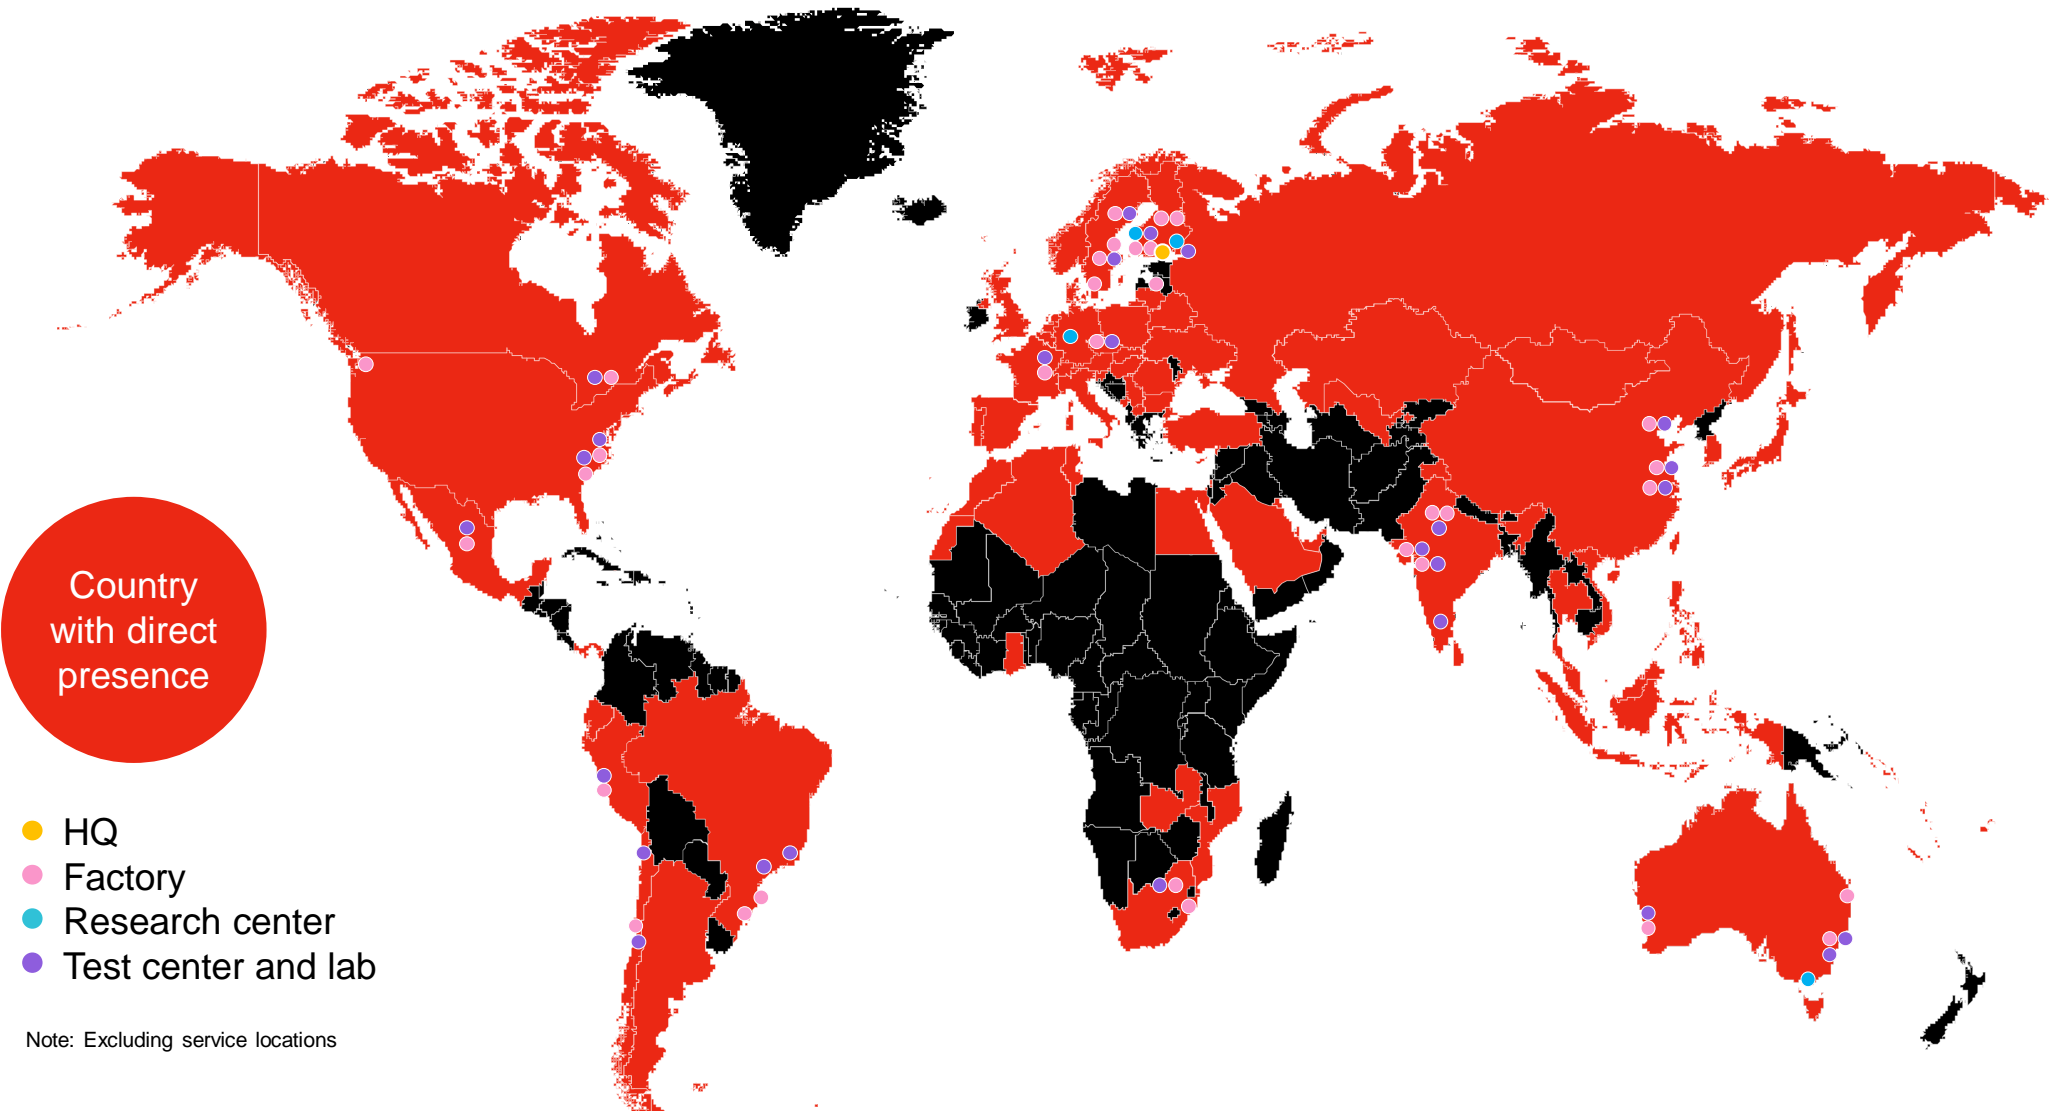 Country
with direct
presence
HQ
Factory
Research center
Test center and lab
Note: Excluding service locations